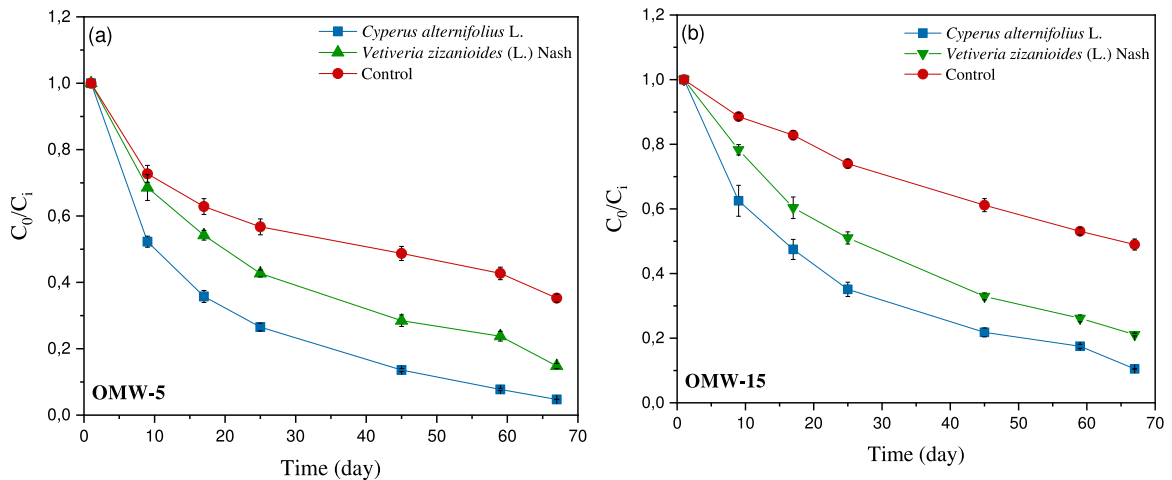 (a)
Cyperus alternifolius L.
Vetiveria zizanioides (L.) Nash
Control
1,2
1,0
0,8
0,6
0,4
0,2
0,0
C0/Ci
OMW-5
0 10 20 30 40 50 60 70
Time (day)
(b)
Cyperus alternifolius L.
Vetiveria zizanioides (L.) Nash
Control
1,2
1,0
0,8
0,6
0,4
0,2
0,0
C0/Ci
OMW-15
0 10 20 30 40 50 60 70
Time (day)